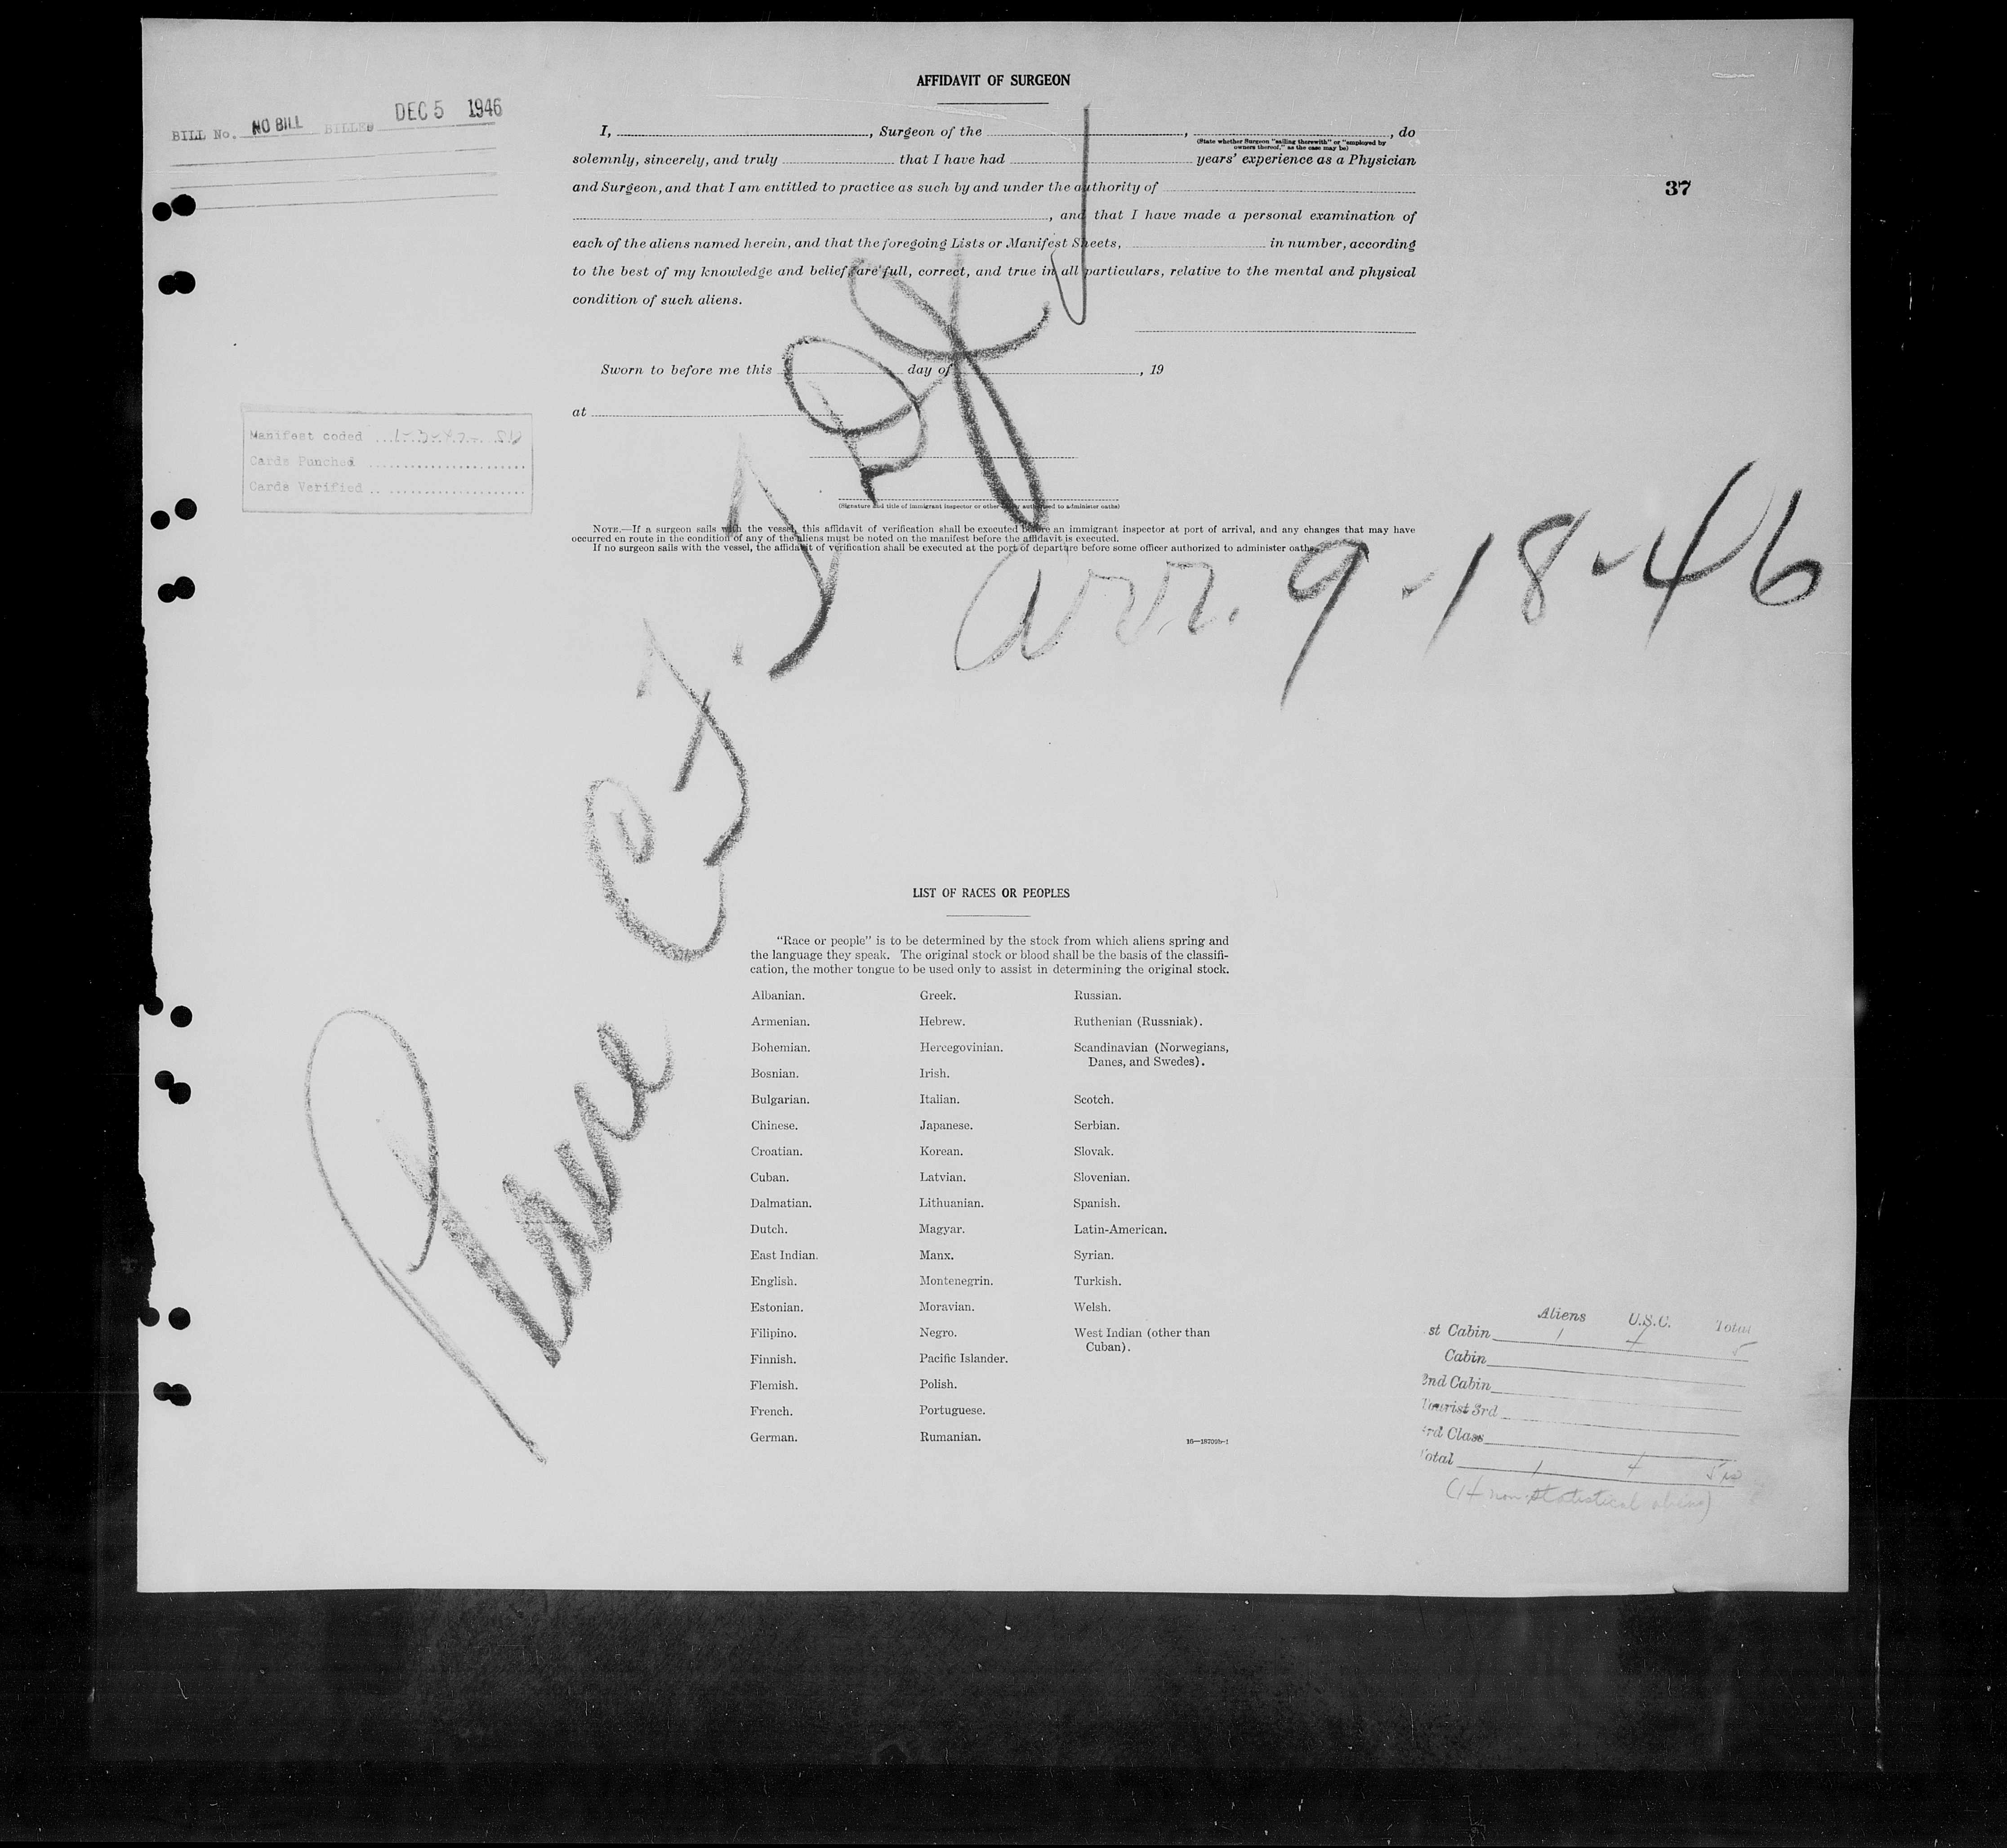 AFFIDAVIT OF SURGEON
BILL No. NO BILL BILLED DEC 5 1946
I, , Surgeon of the , , do
(State whether Surgeon "sailing therewith" or "employed by
owners thereof," as the case may be)
solemnly, sincerely, and truly that I have had years' experience as a Physician
and Surgeon, and that I am entitled to practice as such by and under the authority of
37
, and that I have made a personal examination of
each of the aliens named herein, and that the foregoing Lists or Manifest Sheets, in number, according
to the best of my knowledge and belief, are full, correct, and true in all particulars, relative to the mental and physical
condition of such aliens.
Sworn to before me this day of , 19
at
Manifest coded
Cards Punched
Cards Verified
(Signature and title of immigrant inspector or other officer authorized to administer oaths)
NOTE.—If a surgeon sails with the vessel, this affidavit of verification shall be executed before an immigrant inspector at port of arrival, and any changes that may have
occurred en route in the condition of any of the aliens must be noted on the manifest before the affidavit is executed.
If no surgeon sails with the vessel, the affidavit of verification shall be executed at the port of departure before some officer authorized to administer oaths.
arr. 9-18-46
Plane
LIST OF RACES OR PEOPLES
"Race or people" is to be determined by the stock from which aliens spring and
the language they speak. The original stock or blood shall be the basis of the classifi-
cation, the mother tongue to be used only to assist in determining the original stock.
Albanian.
Armenian.
Bohemian.
Bosnian.
Bulgarian.
Chinese.
Croatian.
Cuban.
Dalmatian.
Dutch.
East Indian.
English.
Estonian.
Filipino.
Finnish.
Flemish.
French.
German.
Greek.
Hebrew.
Hercegovinian.
Irish.
Italian.
Japanese.
Korean.
Latvian.
Lithuanian.
Magyar.
Manx.
Montenegrin.
Moravian.
Negro.
Pacific Islander.
Polish.
Portuguese.
Rumanian.
Russian.
Ruthenian (Russniak).
Scandinavian (Norwegians,
Danes, and Swedes).
Scotch.
Serbian.
Slovak.
Slovenian.
Spanish.
Latin-American.
Syrian.
Turkish.
Welsh.
West Indian (other than
Cuban).
Aliens U.S.C. Total
st Cabin 1 4 5
Cabin
2nd Cabin
Tourist 3rd
rd Class
otal 1 4 5
non-statistical aliens)